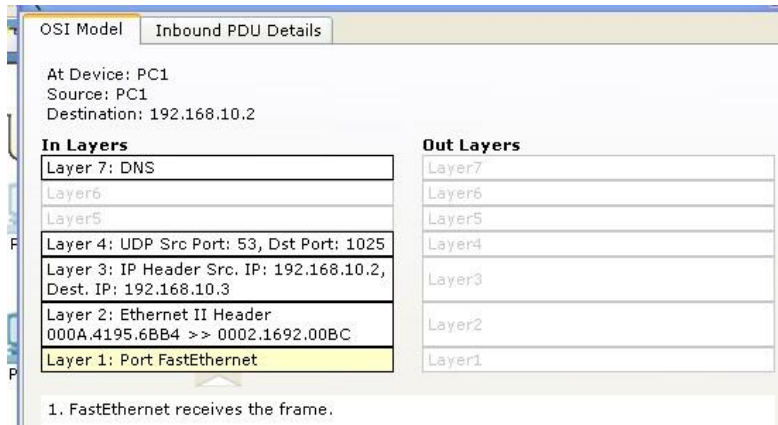 OSI Model
Inbound PDU Details
At Device: PC1
Source: PC1
Destination: 192.168.10.2
In Layers
Layer 7: DNS
Layer6
Layer5
Layer 4: UDP Src Port: 53, Dst Port: 1025
Layer 3: IP Header Src. IP: 192.168.10.2,
Dest. IP: 192.168.10.3
Layer 2: Ethernet II Header
000A.4195.6BB4 >> 0002.1692.00BC
Layer 1: Port FastEthernet
Out Layers
Layer7
Layer6
Layer5
Layer4
Layer3
Layer2
Layer1
1. FastEthernet receives the frame.